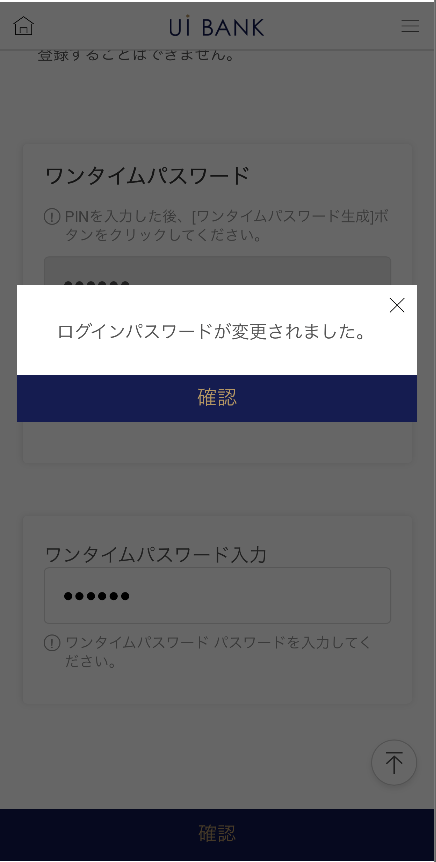 UI BANK
登録することはできません。
ワンタイムパスワード
PINを入力した後、[ワンタイムパスワード生成]ボ
タンをクリックしてください。
ログインパスワードが変更されました。
確認
ワンタイムパスワード入力
ワンタイムパスワード パスワードを入力してく
ださい。
確認